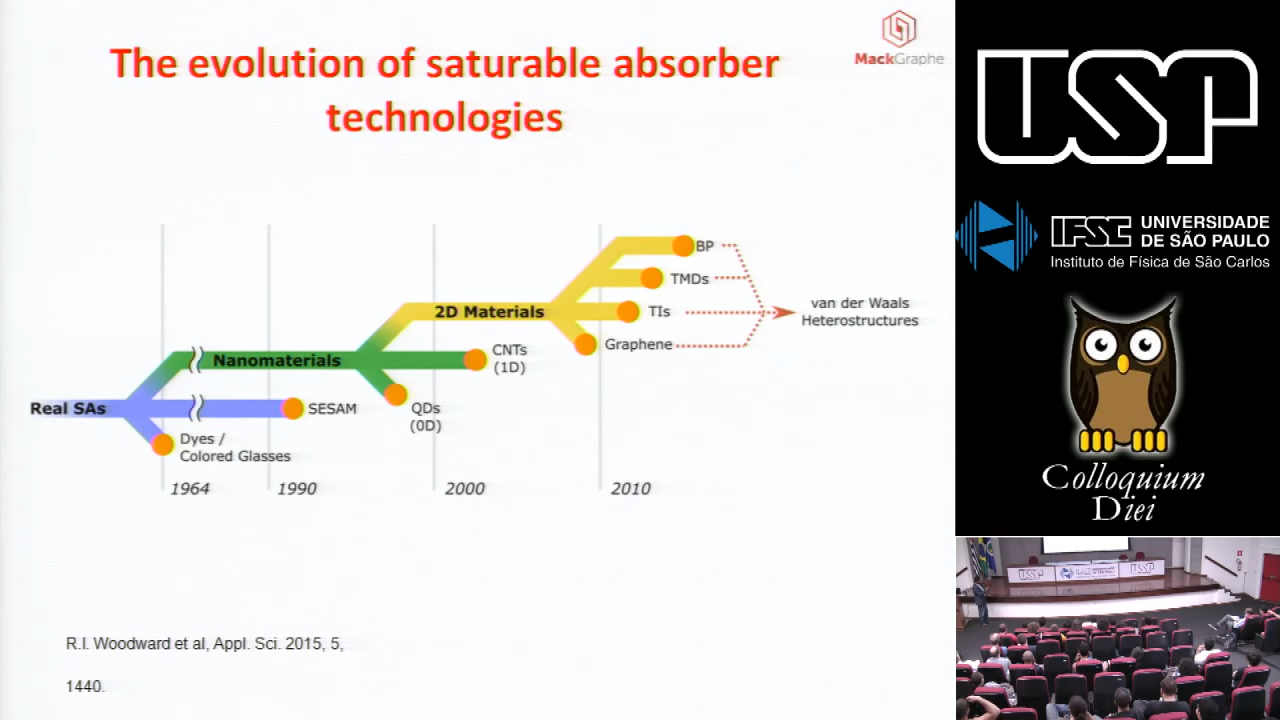 The evolution of saturable absorber
technologies
MackGraphe
BP
TMDs
TIs
Graphene
van der Waals
Heterostructures
2D Materials
CNTs
(1D)
Nanomaterials
QDs
(0D)
Real SAs
SESAM
Dyes /
Colored Glasses
1964
1990
2000
2010
R.I. Woodward et al, Appl. Sci. 2015, 5,
1440.
USP
IFSC
UNIVERSIDADE
DE SÃO PAULO
Instituto de Física de São Carlos
Colloquium
Diei
USP
USP